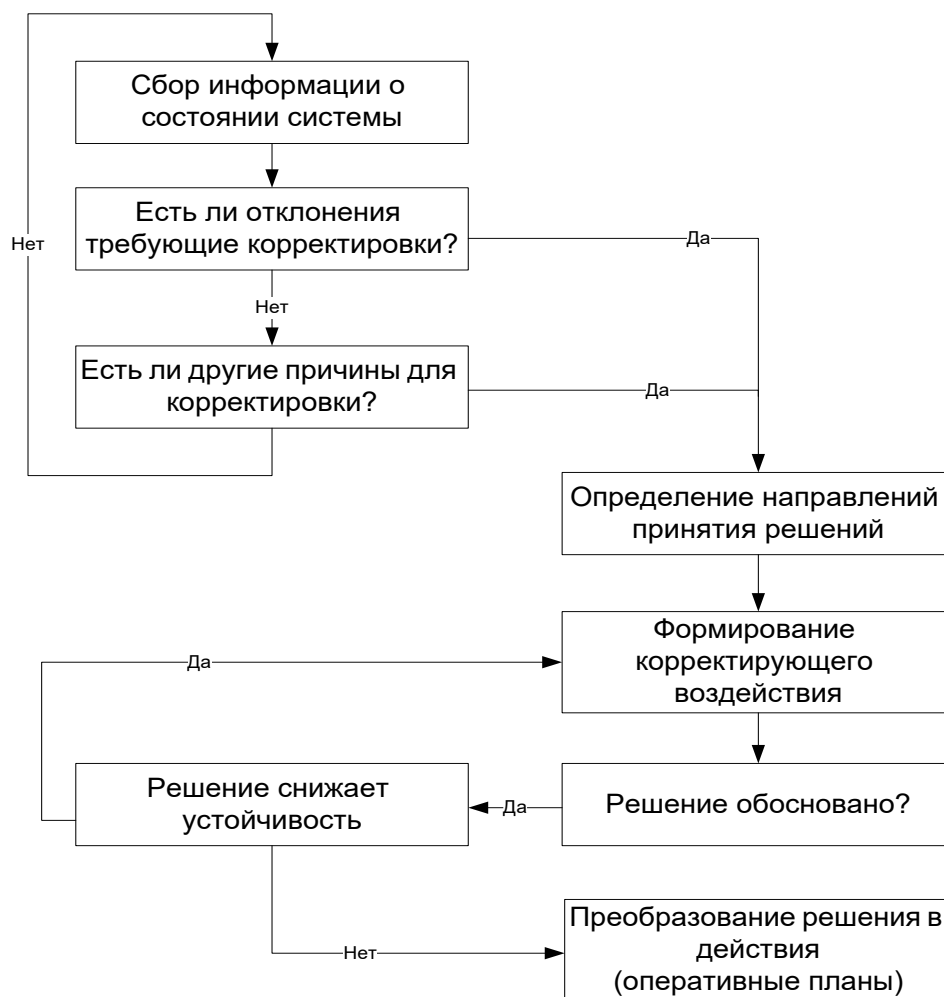 Сбор информации о
состоянии системы
Есть ли отклонения
требующие корректировки?
Да
Нет
Нет
Есть ли другие причины для
корректировки?
Да
Определение направлений
принятия решений
Формирование
корректирующего
воздействия
Да
Решение снижает
устойчивость
Да
Решение обосновано?
Нет
Преобразование решения в
действия
(оперативные планы)